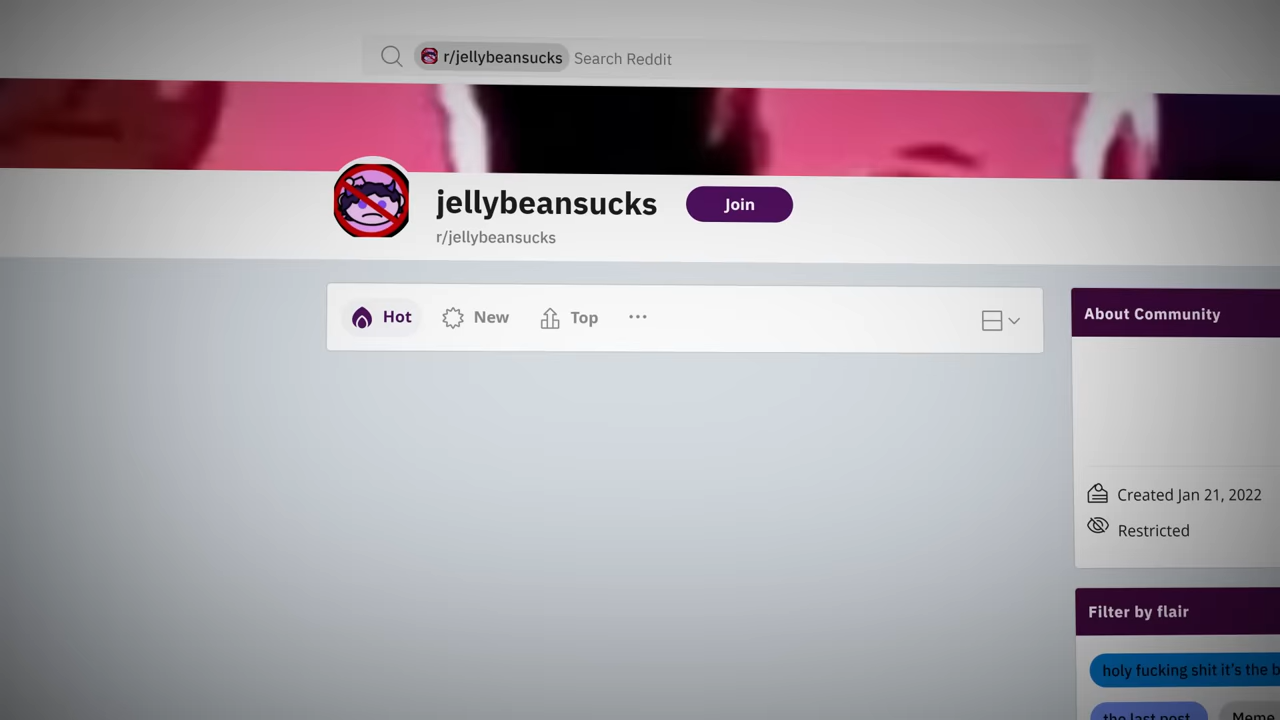 r/jellybeansucks Search Reddit
jellybeansucks
Join
r/jellybeansucks
Hot
New
Top
About Community
Created Jan 21, 2022
Restricted
Filter by flair
holy fucking shit it's the b
the last post
Meme